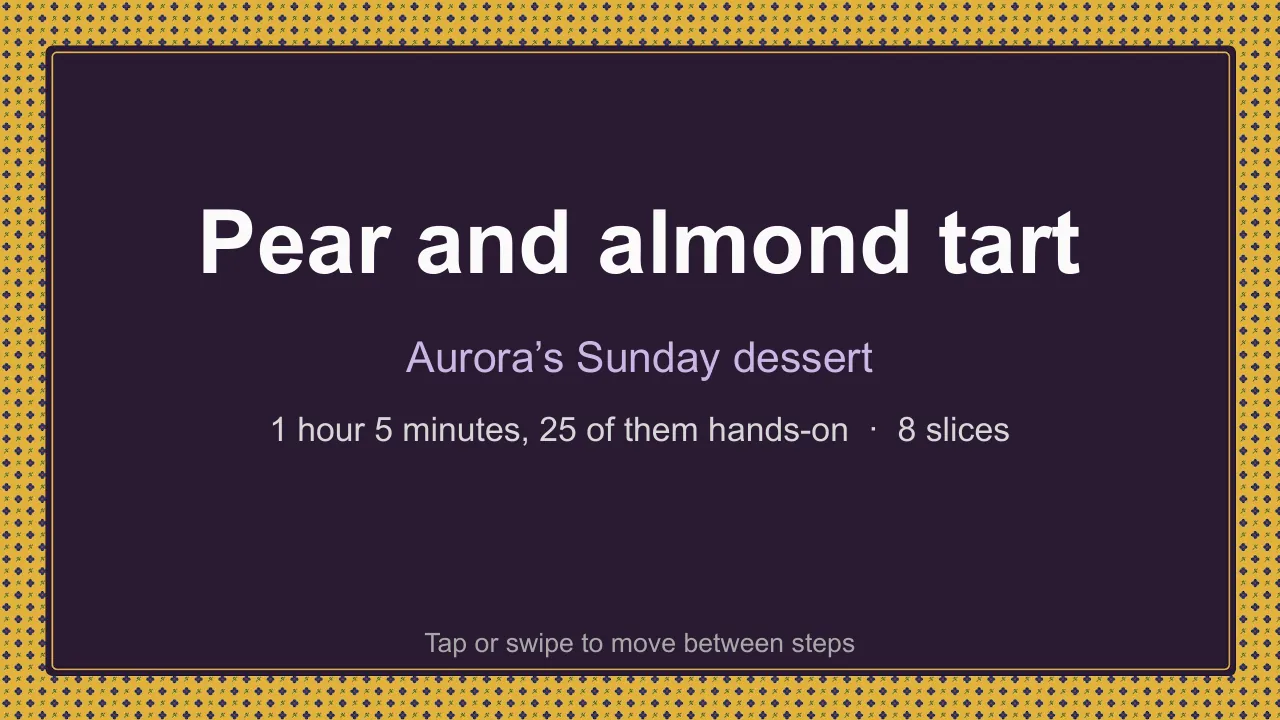 Pear and almond tart
Aurora’s Sunday dessert
1 hour 5 minutes, 25 of them hands-on · 8 slices
Tap or swipe to move between steps